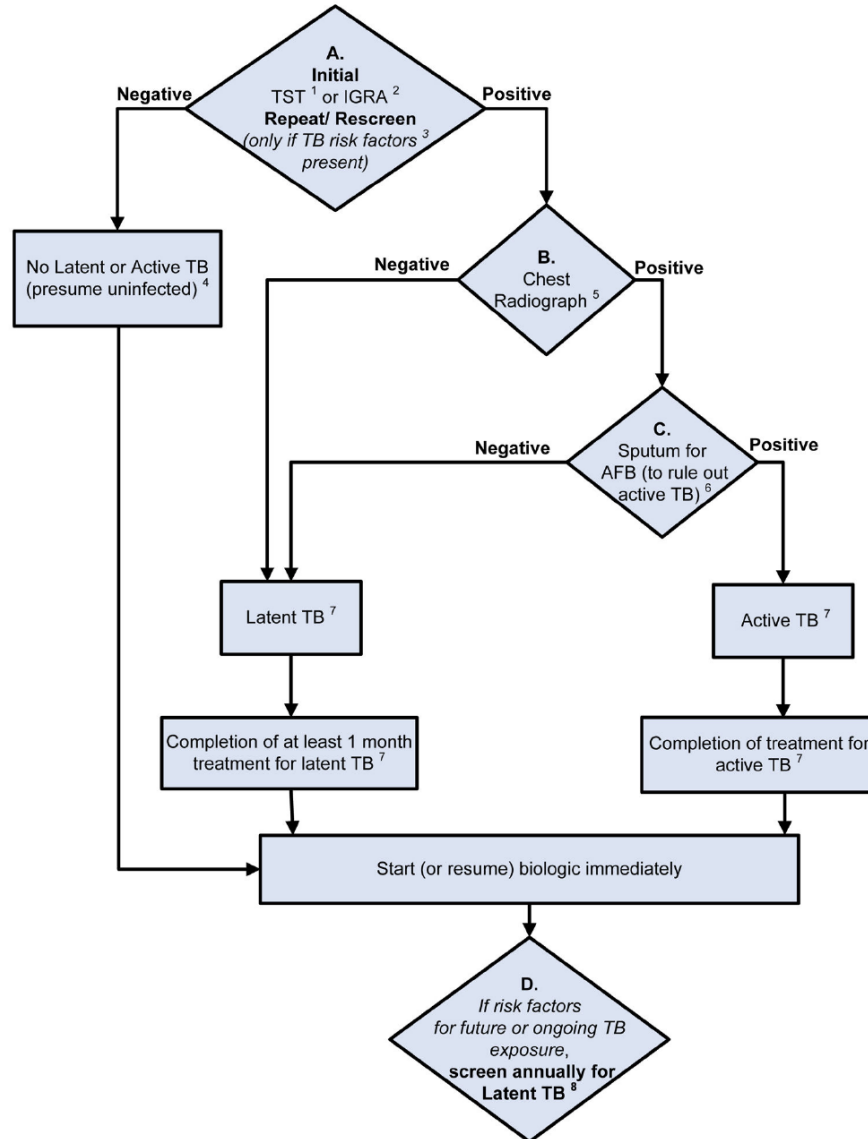 A.
Initial
TST 1 or IGRA 2
Repeat/ Rescreen
(only if TB risk factors 3
present)
Negative
Positive
No Latent or Active TB
(presume uninfected) 4
B.
Chest
Radiograph 5
Negative
Positive
C.
Sputum for
AFB (to rule out
active TB) 6
Negative
Positive
Latent TB 7
Active TB 7
Completion of at least 1 month
treatment for latent TB 7
Completion of treatment for
active TB 7
Start (or resume) biologic immediately
D.
If risk factors
for future or ongoing TB
exposure,
screen annually for
Latent TB 8